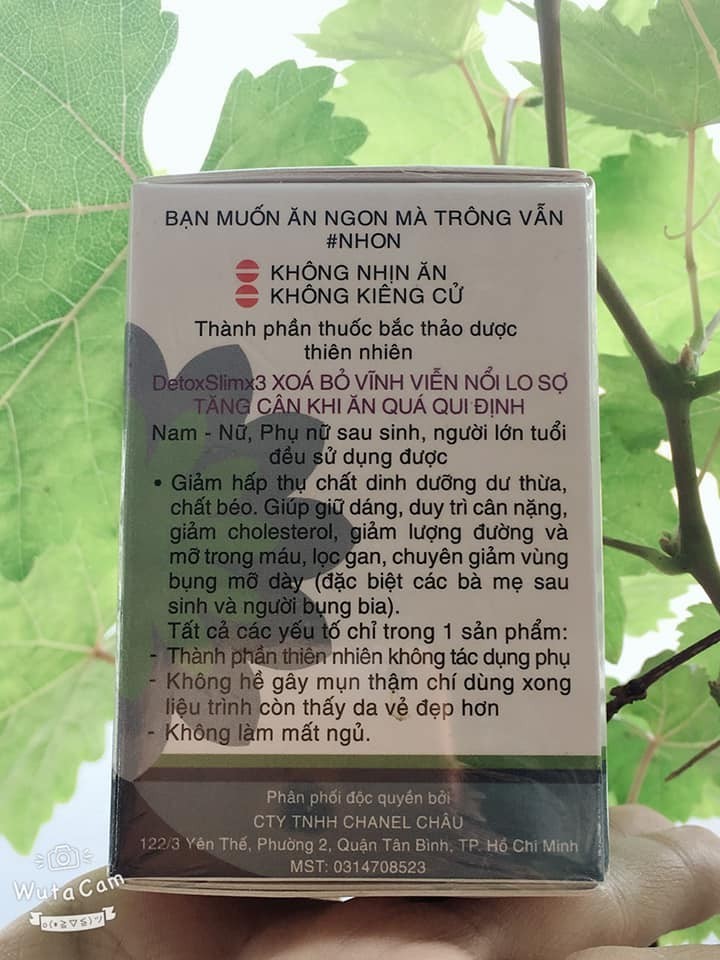 BẠN MUỐN ĂN NGON MÀ TRÔNG VẪN
#NHON
KHÔNG NHỊN ĂN
KHÔNG KIÊNG CỬ
Thành phần thuốc bắc thảo dược
thiên nhiên
DetoxSlimx3 XOÁ BỎ VĨNH VIỄN NỔI LO SỢ
TĂNG CÂN KHI ĂN QUÁ QUI ĐỊNH
Nam - Nữ, Phụ nữ sau sinh, người lớn tuổi
đều sử dụng được
• Giảm hấp thụ chất dinh dưỡng dư thừa,
chất béo. Giúp giữ dáng, duy trì cân nặng,
giảm cholesterol, giảm lượng đường và
mỡ trong máu, lọc gan, chuyên giảm vùng
bụng mỡ dày (đặc biệt các bà mẹ sau
sinh và người bụng bia).
Tất cả các yếu tố chỉ trong 1 sản phẩm:
- Thành phần thiên nhiên không tác dụng phụ
- Không hề gây mụn thậm chí dùng xong
liệu trình còn thấy da vẻ đẹp hơn
- Không làm mất ngủ.
Phân phối độc quyền bởi
CTY TNHH CHANEL CHÂU
122/3 Yên Thế, Phường 2, Quận Tân Bình, TP. Hồ Chí Minh
MST: 0314708523
WutaCam